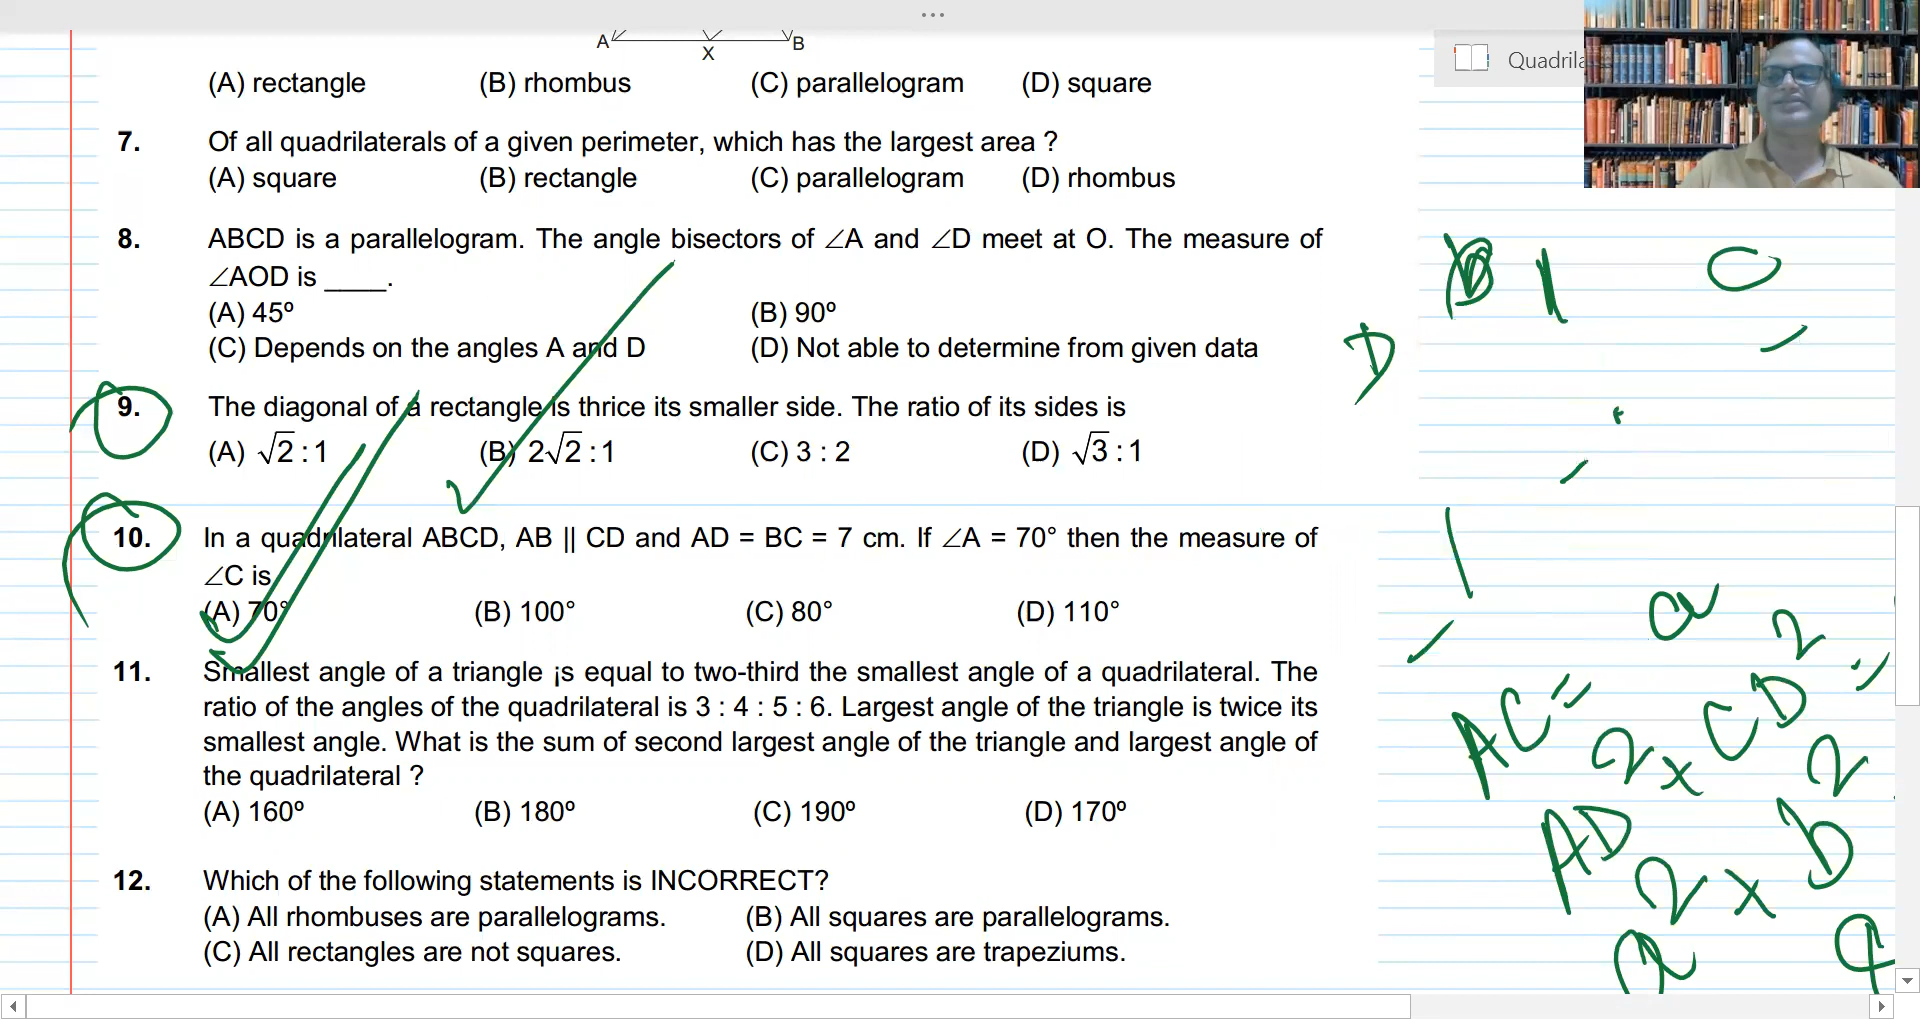 A X B
Quadrila
(A) rectangle (B) rhombus (C) parallelogram (D) square
7. Of all quadrilaterals of a given perimeter, which has the largest area ?
(A) square (B) rectangle (C) parallelogram (D) rhombus
8. ABCD is a parallelogram. The angle bisectors of ∠A and ∠D meet at O. The measure of
∠AOD is ____.
(A) 45º (B) 90º
(C) Depends on the angles A and D (D) Not able to determine from given data
D
9. The diagonal of a rectangle is thrice its smaller side. The ratio of its sides is
(A) √2 : 1 (B) 2√2 : 1 (C) 3 : 2 (D) √3 : 1
10. In a quadrilateral ABCD, AB || CD and AD = BC = 7 cm. If ∠A = 70° then the measure of
∠C is
(A) 70° (B) 100° (C) 80° (D) 110°
11. Smallest angle of a triangle ¡s equal to two-third the smallest angle of a quadrilateral. The
ratio of the angles of the quadrilateral is 3 : 4 : 5 : 6. Largest angle of the triangle is twice its
smallest angle. What is the sum of second largest angle of the triangle and largest angle of
the quadrilateral ?
(A) 160º (B) 180º (C) 190º (D) 170º
12. Which of the following statements is INCORRECT?
(A) All rhombuses are parallelograms. (B) All squares are parallelograms.
(C) All rectangles are not squares. (D) All squares are trapeziums.
2
AC =
2 × CD
2
AD
2 × D